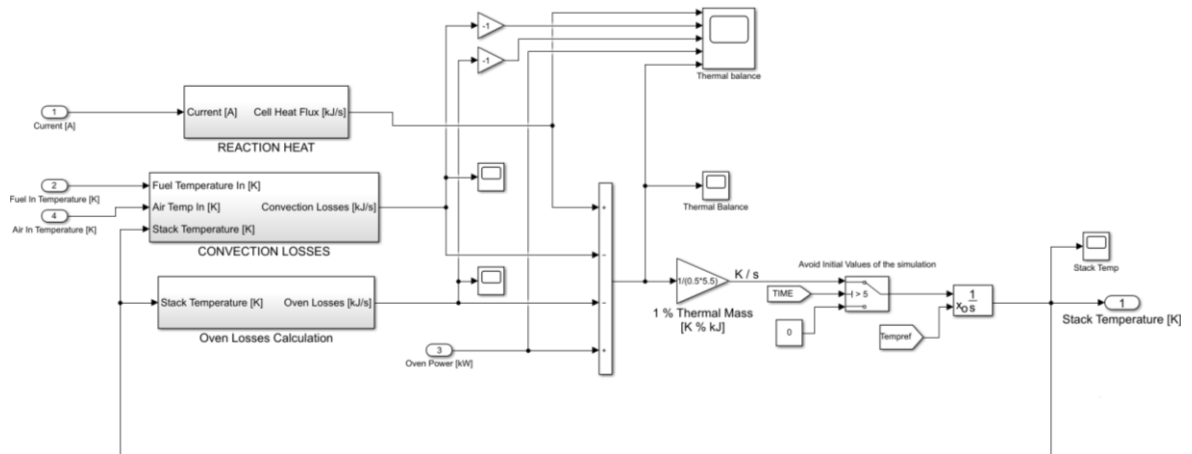 -1
-1
Thermal balance
1
Current [A]
Current [A]
Cell Heat Flux [kJ/s]
REACTION HEAT
2
Fuel In Temperature [K]
4
Air In Temperature [K]
Fuel Temperature In [K]
Air Temp In [K]
Convection Losses [kJ/s]
Stack Temperature [K]
CONVECTION LOSSES
Stack Temperature [K]
Oven Losses [kJ/s]
Oven Losses Calculation
3
Oven Power [kW]
+
−
−
+
Thermal Balance
1/(0.5*5.5)
K / s
1 % Thermal Mass
[K % kJ]
Avoid Initial Values of the simulation
TIME
> 5
0
Tempref
1
xo s
Stack Temp
1
Stack Temperature [K]